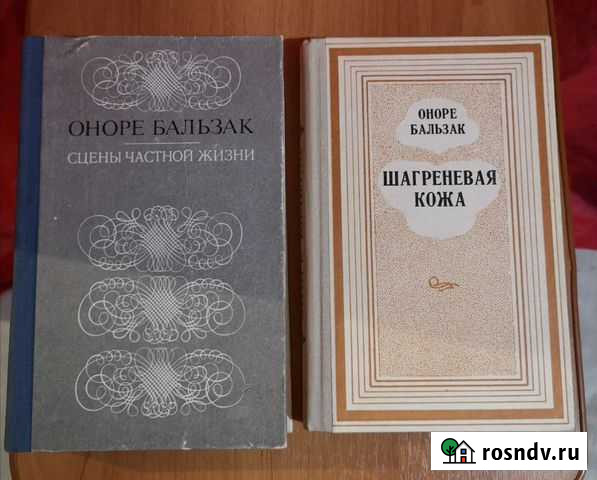 ОНОРЕ БАЛЬЗАК
СЦЕНЫ ЧАСТНОЙ ЖИЗНИ
ОНОРЕ
БАЛЬЗАК
ШАГРЕНЕВАЯ
КОЖА
rosndv.ru